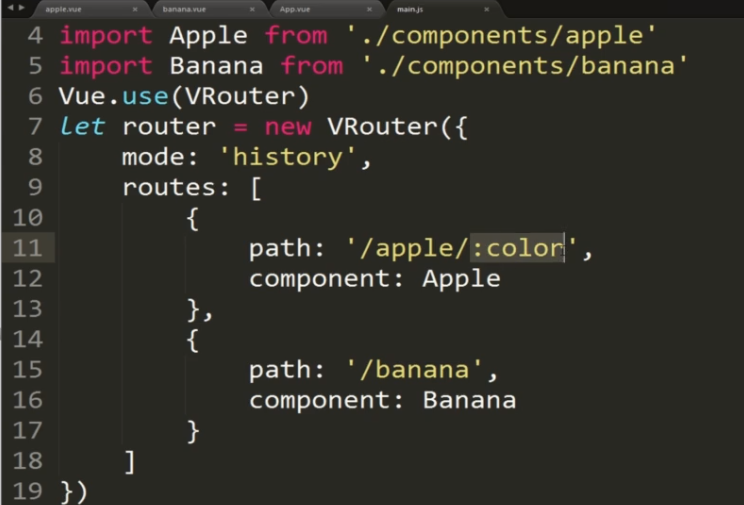 apple.vue × banana.vue × App.vue × main.js ×
4 import Apple from './components/apple'
5 import Banana from './components/banana'
6 Vue.use(VRouter)
7 let router = new VRouter({
8 mode: 'history',
9 routes: [
10 {
11 path: '/apple/:color',
12 component: Apple
13 },
14 {
15 path: '/banana',
16 component: Banana
17 }
18 ]
19 })